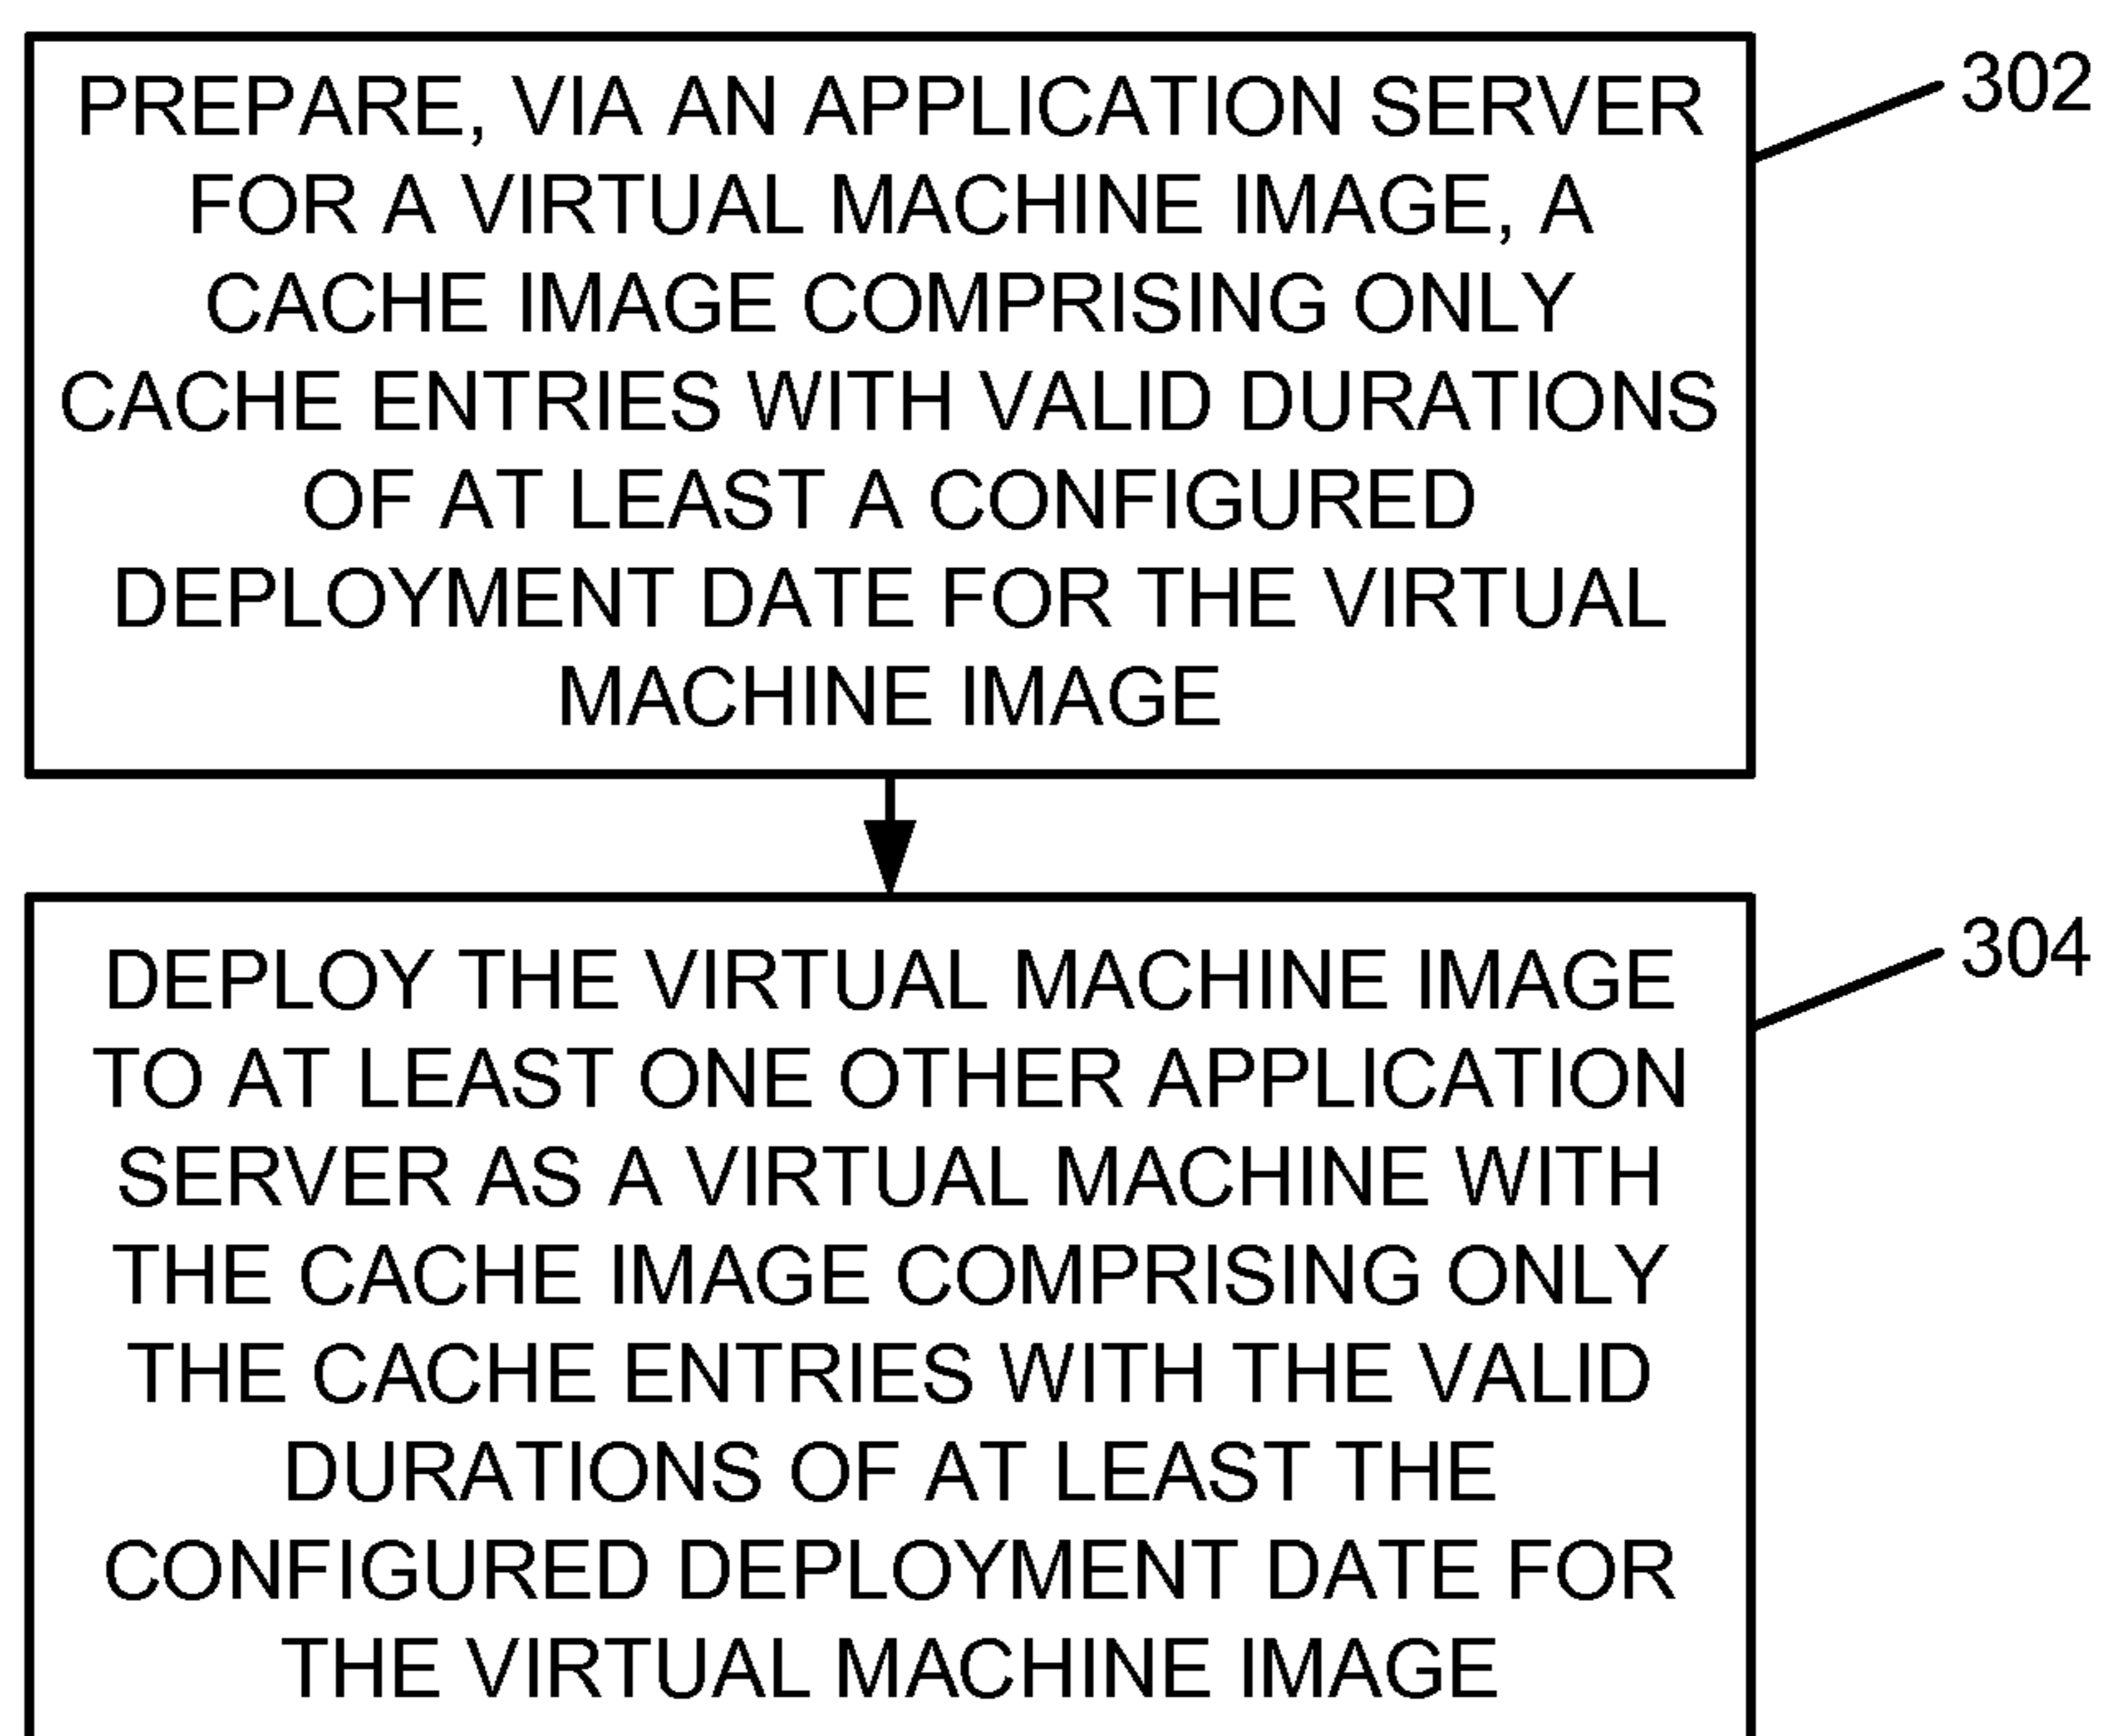 PREPARE, VIA AN APPLICATION SERVER
FOR A VIRTUAL MACHINE IMAGE, A
CACHE IMAGE COMPRISING ONLY
CACHE ENTRIES WITH VALID DURATIONS
OF AT LEAST A CONFIGURED
DEPLOYMENT DATE FOR THE VIRTUAL
MACHINE IMAGE
302
DEPLOY THE VIRTUAL MACHINE IMAGE
TO AT LEAST ONE OTHER APPLICATION
SERVER AS A VIRTUAL MACHINE WITH
THE CACHE IMAGE COMPRISING ONLY
THE CACHE ENTRIES WITH THE VALID
DURATIONS OF AT LEAST THE
CONFIGURED DEPLOYMENT DATE FOR
THE VIRTUAL MACHINE IMAGE
304